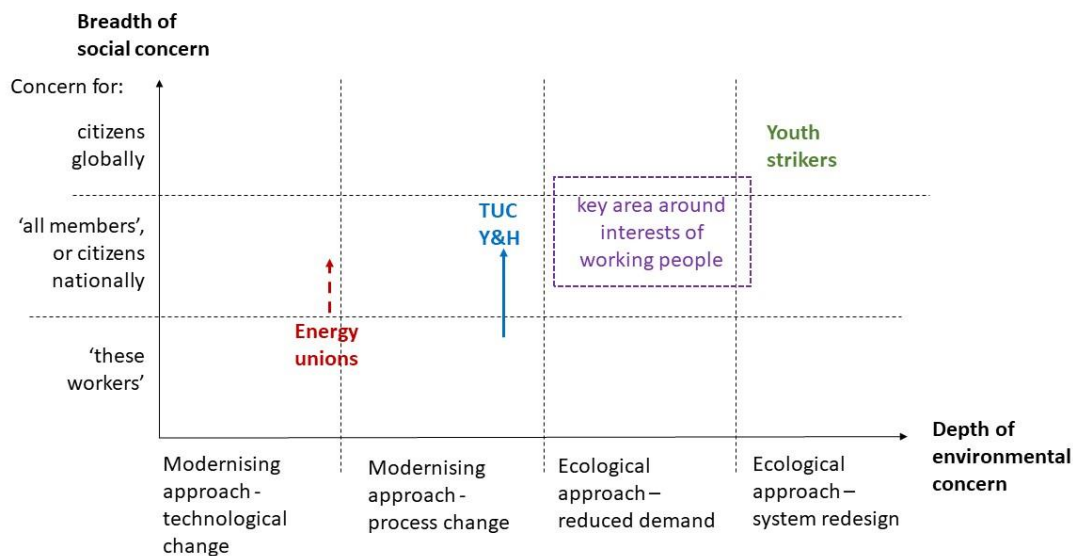 Breadth of
social concern
Concern for:
citizens
globally
Youth
strikers
'all members',
or citizens
nationally
TUC
Y&H
key area around
interests of
working people
Energy
unions
'these
workers'
Depth of
environmental
concern
Modernising
approach -
technological
change
Modernising
approach -
process change
Ecological
approach –
reduced demand
Ecological
approach –
system redesign